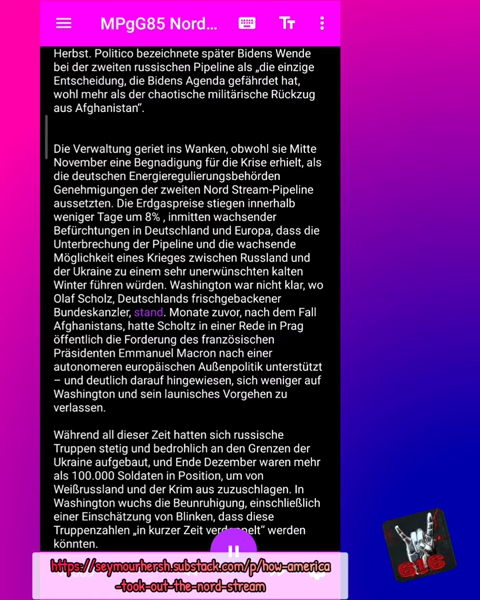 MPgG85 Nord...
Herbst. Politico bezeichnete später Bidens Wende
bei der zweiten russischen Pipeline als „die einzige
Entscheidung, die Bidens Agenda gefährdet hat,
wohl mehr als der chaotische militärische Rückzug
aus Afghanistan“.
Die Verwaltung geriet ins Wanken, obwohl sie Mitte
November eine Begnadigung für die Krise erhielt, als
die deutschen Energieregulierungsbehörden
Genehmigungen der zweiten Nord Stream-Pipeline
aussetzten. Die Erdgaspreise stiegen innerhalb
weniger Tage um 8% , inmitten wachsender
Befürchtungen in Deutschland und Europa, dass die
Unterbrechung der Pipeline und die wachsende
Möglichkeit eines Krieges zwischen Russland und
der Ukraine zu einem sehr unerwünschten kalten
Winter führen würden. Washington war nicht klar, wo
Olaf Scholz, Deutschlands frischgebackener
Bundeskanzler, stand. Monate zuvor, nach dem Fall
Afghanistans, hatte Scholtz in einer Rede in Prag
öffentlich die Forderung des französischen
Präsidenten Emmanuel Macron nach einer
autonomeren europäischen Außenpolitik unterstützt
– und deutlich darauf hingewiesen, sich weniger auf
Washington und sein launisches Vorgehen zu
verlassen.
Während all dieser Zeit hatten sich russische
Truppen stetig und bedrohlich an den Grenzen der
Ukraine aufgebaut, und Ende Dezember waren mehr
als 100.000 Soldaten in Position, um von
Weißrussland und der Krim aus zuzuschlagen. In
Washington wuchs die Beunruhigung, einschließlich
einer Einschätzung von Blinken, dass diese
Truppenzahlen „in kurzer Zeit verdoppelt“ werden
könnten.
https://seymourhersh.substack.com/p/how-america
-took-out-the-nord-stream